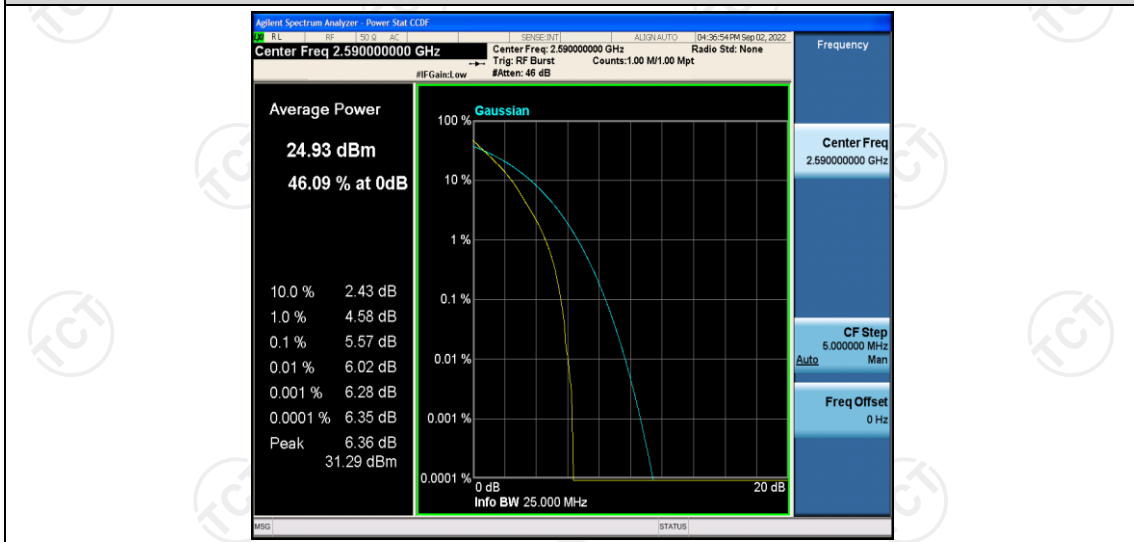 Agilent Spectrum Analyzer - Power Stat CCDF
LXI RL RF 50 Ω AC SENSE:INT ALIGN AUTO 04:36:54 PM Sep 02, 2022
Center Freq 2.590000000 GHz
Center Freq: 2.590000000 GHz Radio Std: None
Trig: RF Burst Counts:1.00 M/1.00 Mpt
#IFGain:Low #Atten: 46 dB
Frequency
Average Power
24.93 dBm
46.09 % at 0dB
10.0 % 2.43 dB
1.0 % 4.58 dB
0.1 % 5.57 dB
0.01 % 6.02 dB
0.001 % 6.28 dB
0.0001 % 6.35 dB
Peak 6.36 dB
31.29 dBm
Gaussian
100 %
10 %
1 %
0.1 %
0.01 %
0.001 %
0.0001 %
0 dB 20 dB
Info BW 25.000 MHz
Center Freq
2.590000000 GHz
CF Step
5.000000 MHz
Auto Man
Freq Offset
0 Hz
MSG STATUS
TCT
TCT
TCT
TCT
TCT
TCT